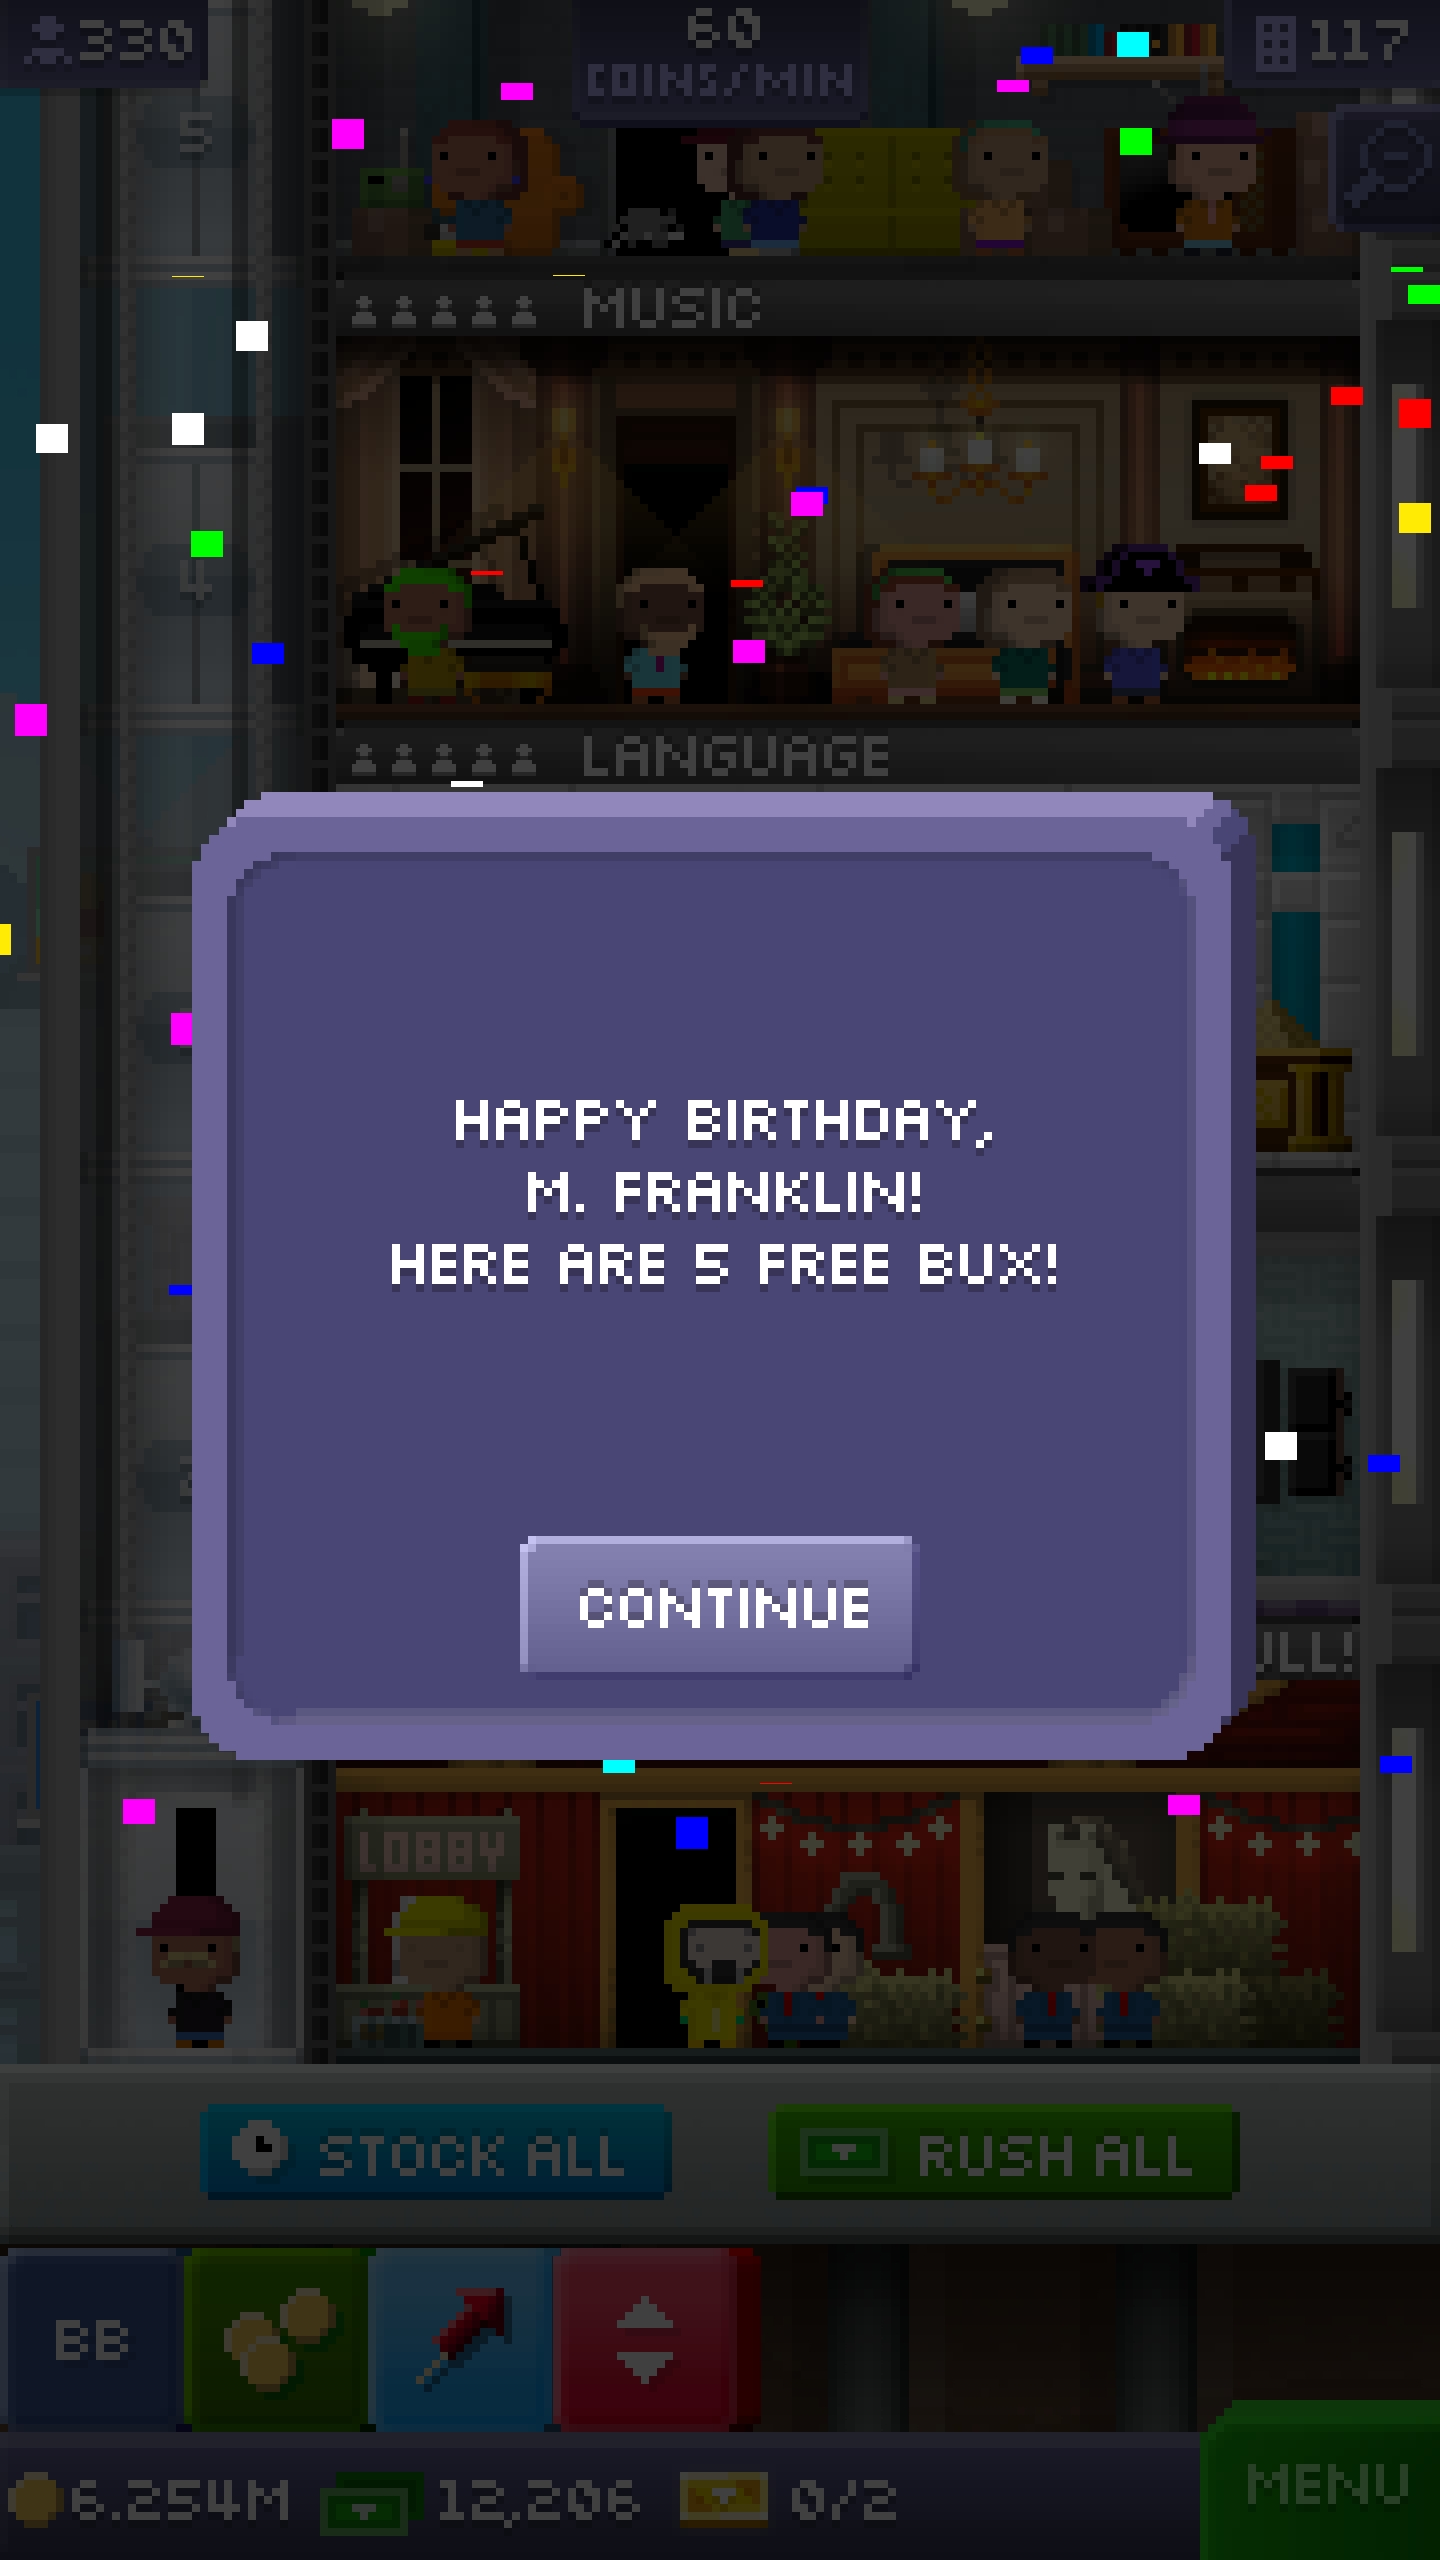 330
60
COINS/MIN
117
5
MUSIC
4
LANGUAGE
HAPPY BIRTHDAY,
M. FRANKLIN!
HERE ARE 5 FREE BUX!
CONTINUE
LOBBY
STOCK ALL
RUSH ALL
BB
6.254M
12,206
0/2
MENU